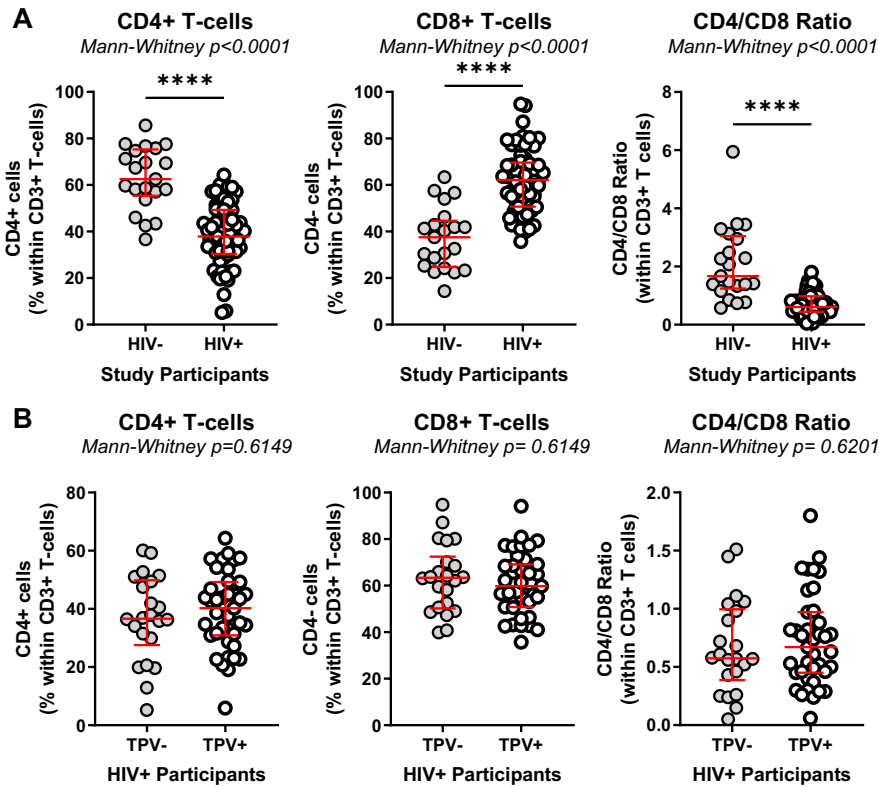 A
CD4+ T-cells
Mann-Whitney p<0.0001
****
CD4+ cells
(% within CD3+ T-cells)
100
80
60
40
20
0
HIV-
HIV+
Study Participants
CD8+ T-cells
Mann-Whitney p<0.0001
****
CD4- cells
(% within CD3+ T-cells)
100
80
60
40
20
0
HIV-
HIV+
Study Participants
CD4/CD8 Ratio
Mann-Whitney p<0.0001
****
CD4/CD8 Ratio
(within CD3+ T cells)
8
6
4
2
0
HIV-
HIV+
Study Participants
B
CD4+ T-cells
Mann-Whitney p=0.6149
CD4+ cells
(% within CD3+ T-cells)
80
60
40
20
0
TPV-
TPV+
HIV+ Participants
CD8+ T-cells
Mann-Whitney p= 0.6149
CD4- cells
(% within CD3+ T-cells)
100
80
60
40
20
0
TPV-
TPV+
HIV+ Participants
CD4/CD8 Ratio
Mann-Whitney p= 0.6201
CD4/CD8 Ratio
(within CD3+ T cells)
2.0
1.5
1.0
0.5
0.0
TPV-
TPV+
HIV+ Participants